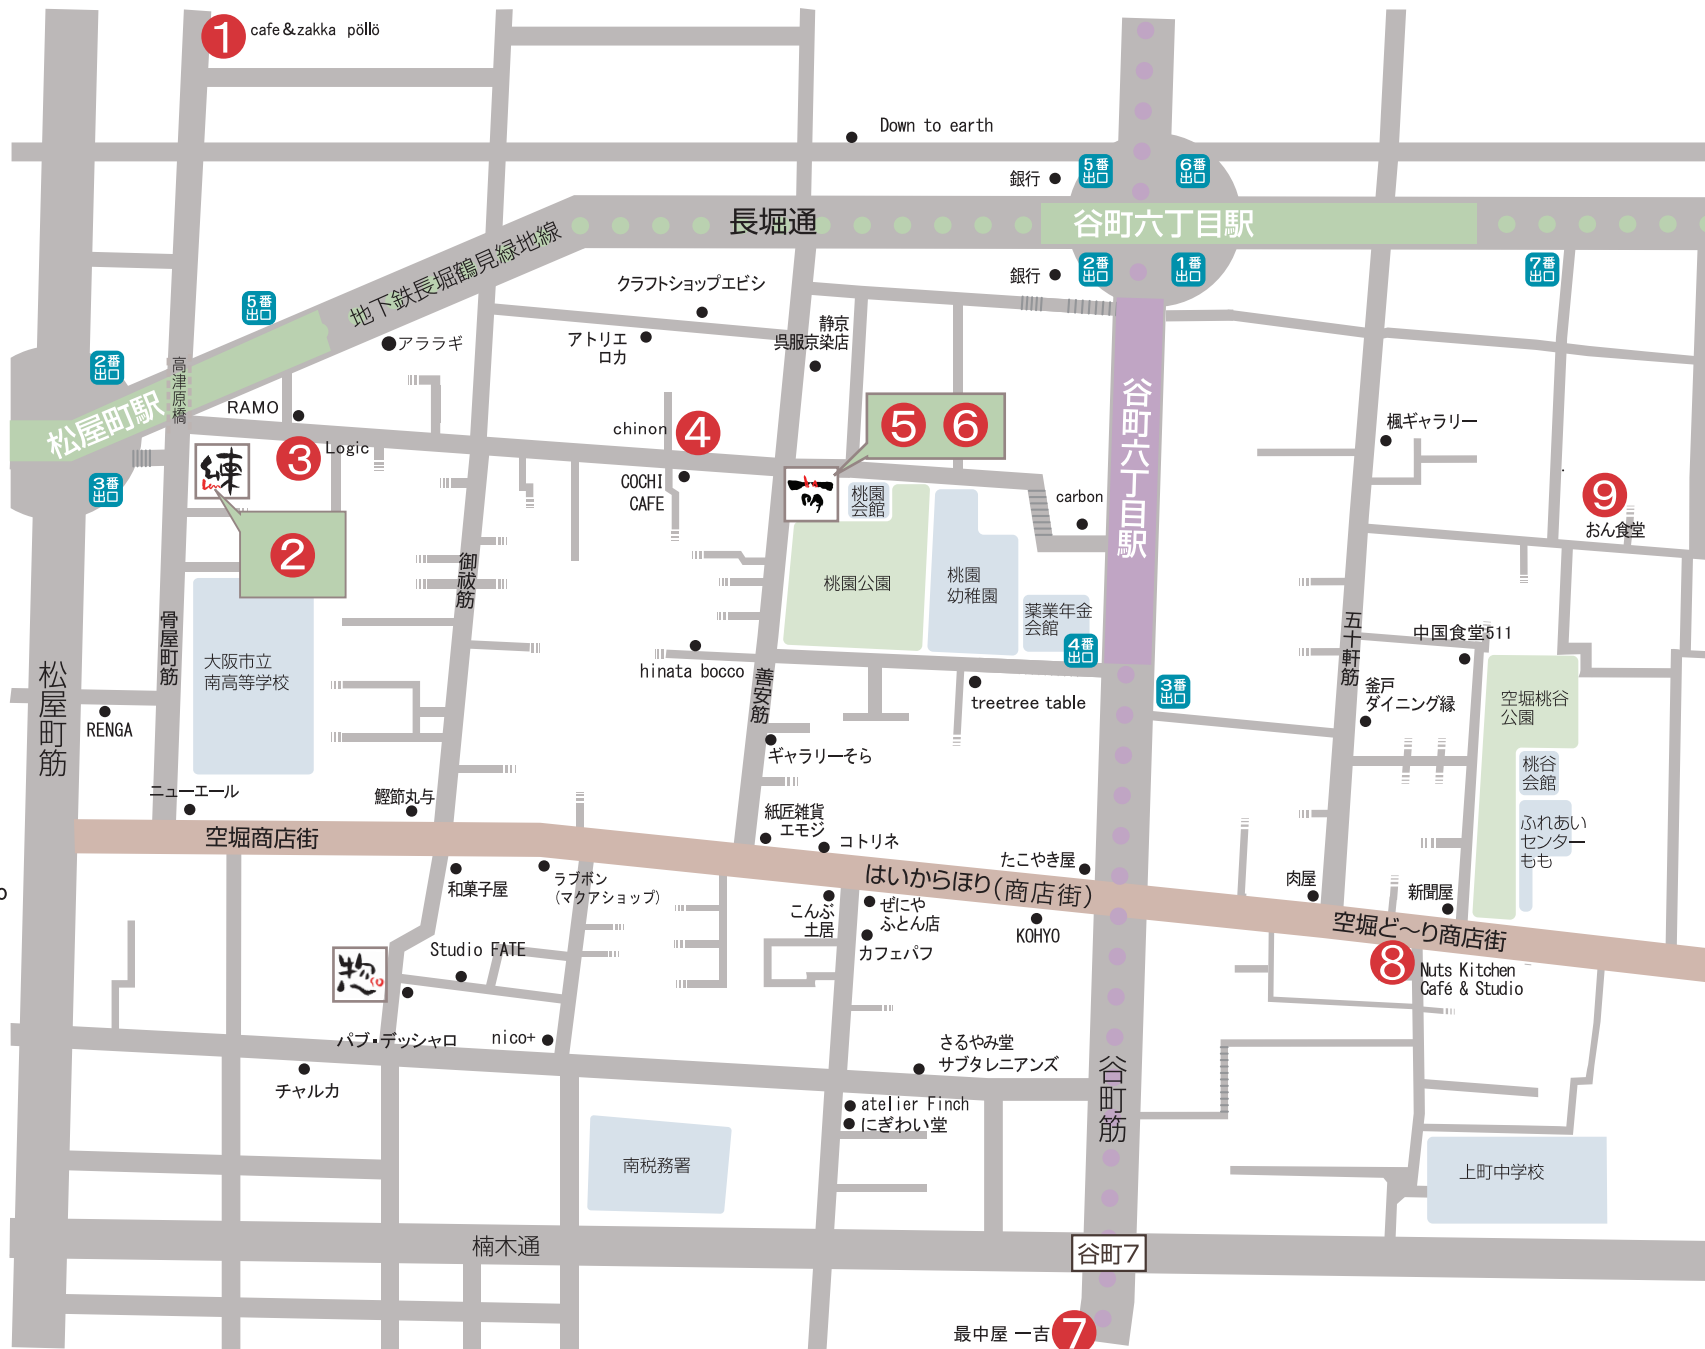 1
cafe&zakka pöllö
Down to earth
銀行
5番
出口
6番
出口
長堀通
谷町六丁目駅
地下鉄長堀鶴見緑地線
銀行
2番
出口
1番
出口
7番
出口
クラフトショップエビシ
5番
出口
アトリエ
ロカ
静京
呉服京染店
アララギ
2番
出口
高津原橋
松屋町駅
RAMO
3
Logic
chinon
4
5
6
谷町六丁目駅
楓ギャラリー
練
3番
出口
COCHI
CAFE
萌
桃園
会館
carbon
9
おん食堂
2
御祓筋
桃園公園
桃園
幼稚園
薬業年金
会館
4番
出口
骨屋町筋
五十軒筋
中国食堂511
大阪市立
南高等学校
hinata bocco
善安筋
treetree table
3番
出口
釜戸
ダイニング縁
空堀桃谷
公園
松屋町筋
RENGA
ギャラリーそら
桃谷
会館
ニューエール
鰹節丸与
紙匠雑貨
エモジ
コトリネ
ふれあい
センター
もも
空堀商店街
はいからほり(商店街)
たこやき屋
和菓子屋
ラブボン
(マクアショップ)
こんぶ
土居
ぜにや
ふとん店
カフェパフ
KOHYO
肉屋
新聞屋
空堀ど〜り商店街
o
Studio FATE
惣
8
Nuts Kitchen
Café & Studio
パブ・デッシャロ
nico+
さるやみ堂
サブタレニアンズ
チャルカ
谷町筋
atelier Finch
にぎわい堂
南税務署
上町中学校
楠木通
谷町7
最中屋 一吉
7